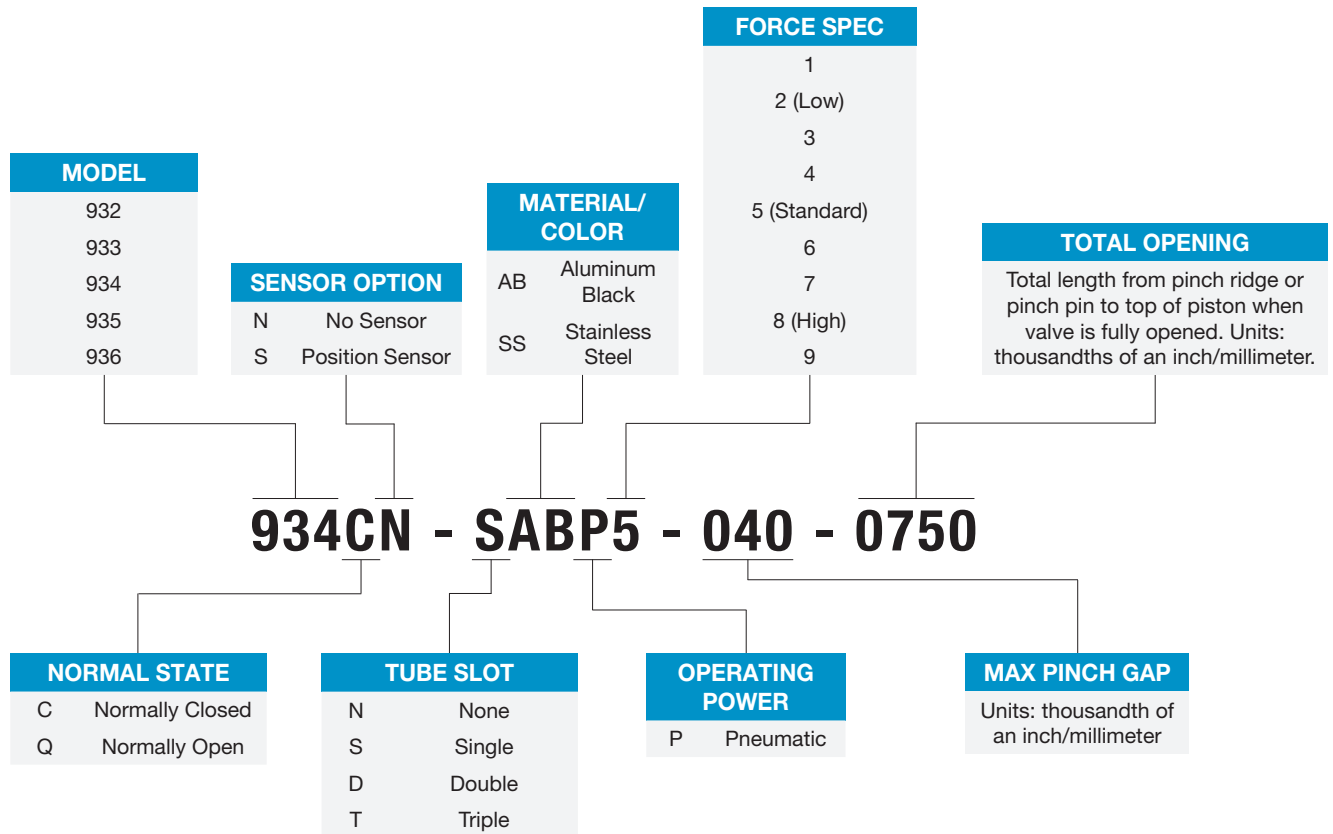 FORCE SPEC
1
2 (Low)
3
4
5 (Standard)
6
7
8 (High)
9
MODEL
932
933
934
935
936
SENSOR OPTION
N No Sensor
S Position Sensor
MATERIAL/
COLOR
AB Aluminum
Black
SS Stainless
Steel
TOTAL OPENING
Total length from pinch ridge or
pinch pin to top of piston when
valve is fully opened. Units:
thousandths of an inch/millimeter.
934CN - SABP5 - 040 - 0750
NORMAL STATE
C Normally Closed
Q Normally Open
TUBE SLOT
N None
S Single
D Double
T Triple
OPERATING
POWER
P Pneumatic
MAX PINCH GAP
Units: thousandth of
an inch/millimeter